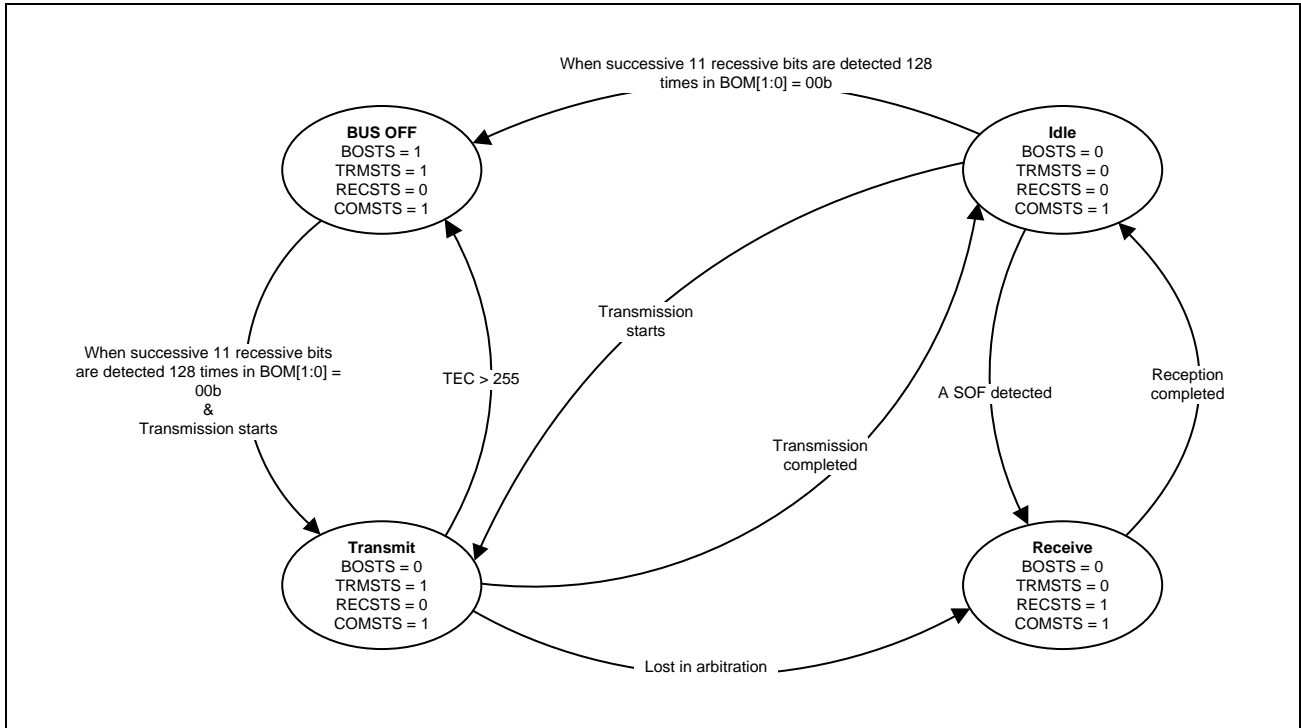 When successive 11 recessive bits are detected 128
times in BOM[1:0] = 00b
BUS OFF
BOSTS = 1
TRMSTS = 1
RECSTS = 0
COMSTS = 1
Idle
BOSTS = 0
TRMSTS = 0
RECSTS = 0
COMSTS = 1
Transmission
starts
When successive 11 recessive bits
are detected 128 times in BOM[1:0] =
00b
&
Transmission starts
TEC > 255
A SOF detected
Reception
completed
Transmission
completed
Transmit
BOSTS = 0
TRMSTS = 1
RECSTS = 0
COMSTS = 1
Receive
BOSTS = 0
TRMSTS = 0
RECSTS = 1
COMSTS = 1
Lost in arbitration